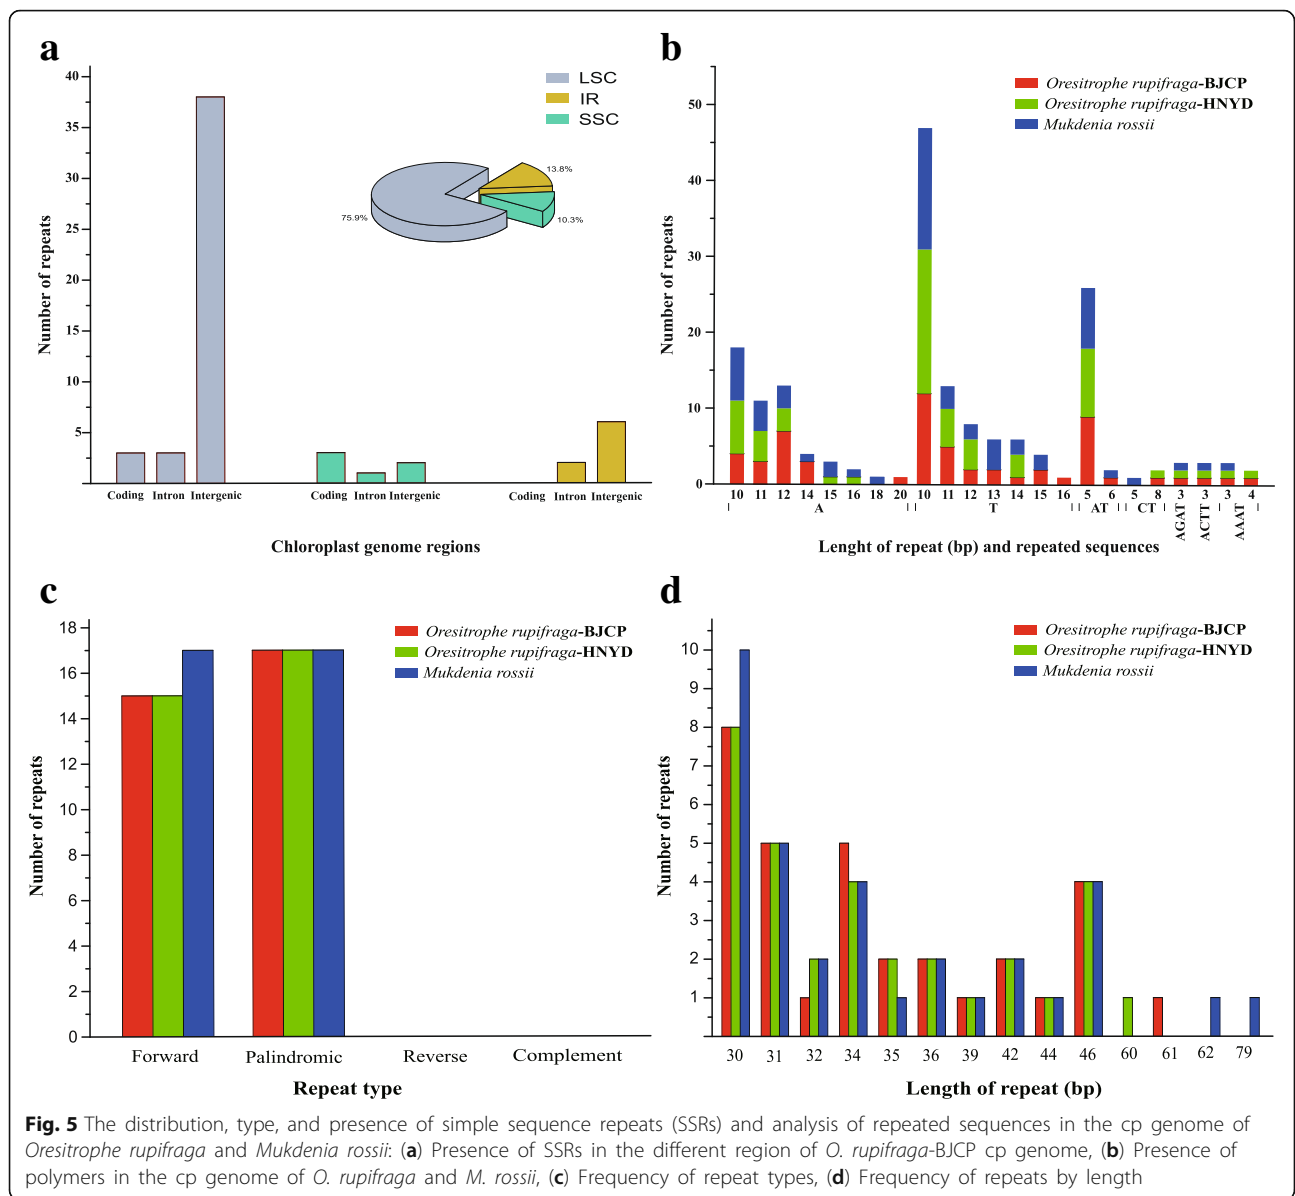 a
40
35
30
25
20
15
10
5
Number of repeats
LSC
IR
SSC
75.9%
13.8%
10.3%
Coding Intron Intergenic
Coding Intron Intergenic
Coding Intron Intergenic
Chloroplast genome regions
b
50
40
30
20
10
0
Number of repeats
Oresitrophe rupifraga-BJCP
Oresitrophe rupifraga-HNYD
Mukdenia rossii
10 11 12 14 15 16 18 20 10 11 12 13 14 15 16 5 6 5 8 3 3 3 4
A T AT CT AGAT ACTT AAAT
Lenght of repeat (bp) and repeated sequences
c
18
16
14
12
10
8
6
4
2
0
Number of repeats
Oresitrophe rupifraga-BJCP
Oresitrophe rupifraga-HNYD
Mukdenia rossii
Forward Palindromic Reverse Complement
Repeat type
d
10
9
8
7
6
5
4
3
2
1
Number of repeats
Oresitrophe rupifraga-BJCP
Oresitrophe rupifraga-HNYD
Mukdenia rossii
30 31 32 34 35 36 39 42 44 46 60 61 62 79
Length of repeat (bp)
Fig. 5 The distribution, type, and presence of simple sequence repeats (SSRs) and analysis of repeated sequences in the cp genome of
Oresitrophe rupifraga and Mukdenia rossii: (a) Presence of SSRs in the different region of O. rupifraga-BJCP cp genome, (b) Presence of
polymers in the cp genome of O. rupifraga and M. rossii, (c) Frequency of repeat types, (d) Frequency of repeats by length